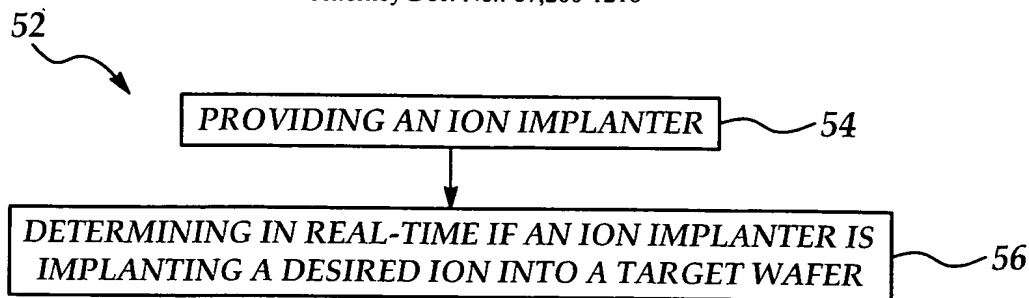 52
PROVIDING AN ION IMPLANTER
54
DETERMINING IN REAL-TIME IF AN ION IMPLANTER IS
IMPLANTING A DESIRED ION INTO A TARGET WAFER
56